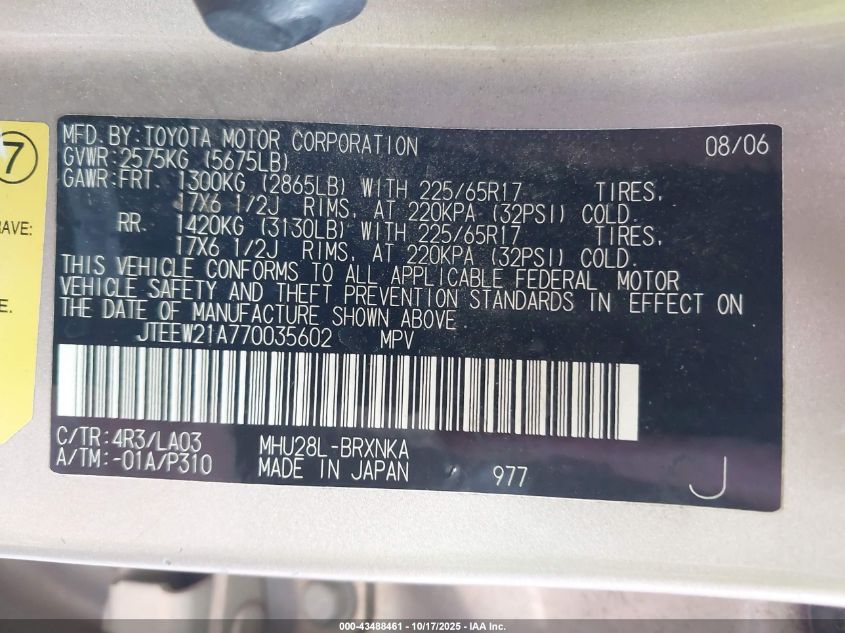 7
RAVE:
E.
MFD. BY: TOYOTA MOTOR CORPORATION 08/06
GVWR: 2575KG (5675LB)
GAWR: FRT. 1300KG (2865LB) WITH 225/65R17 TIRES,
17X6 1/2J RIMS, AT 220KPA (32PSI) COLD.
RR. 1420KG (3130LB) WITH 225/65R17 TIRES,
17X6 1/2J RIMS, AT 220KPA (32PSI) COLD.
THIS VEHICLE CONFORMS TO ALL APPLICABLE FEDERAL MOTOR
VEHICLE SAFETY AND THEFT PREVENTION STANDARDS IN EFFECT ON
THE DATE OF MANUFACTURE SHOWN ABOVE.
JTEEW21A770035602 MPV
C/TR: 4R3/LA03 MHU28L-BRXNKA
A/TM: -01A/P310 MADE IN JAPAN 977 J
000-43488461 - 10/17/2025 - IAA Inc.